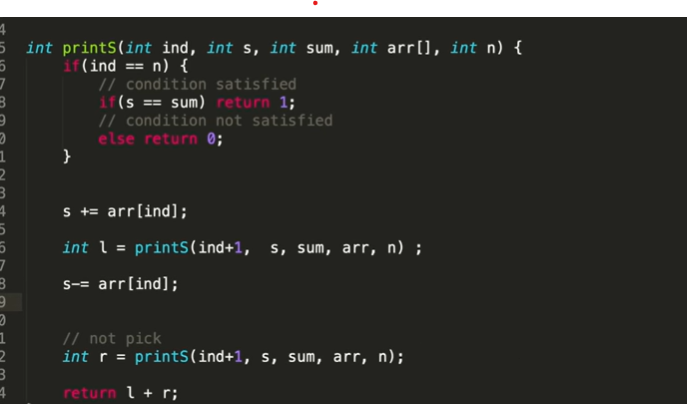 4
5 int printS(int ind, int s, int sum, int arr[], int n) {
6 if(ind == n) {
7 // condition satisfied
8 if(s == sum) return 1;
9 // condition not satisfied
0 else return 0;
1 }
2
3
4 s += arr[ind];
5
6 int l = printS(ind+1,  s, sum, arr, n) ;
7
8 s-= arr[ind];
9
0
1 // not pick
2 int r = printS(ind+1, s, sum, arr, n);
3
4 return l + r;